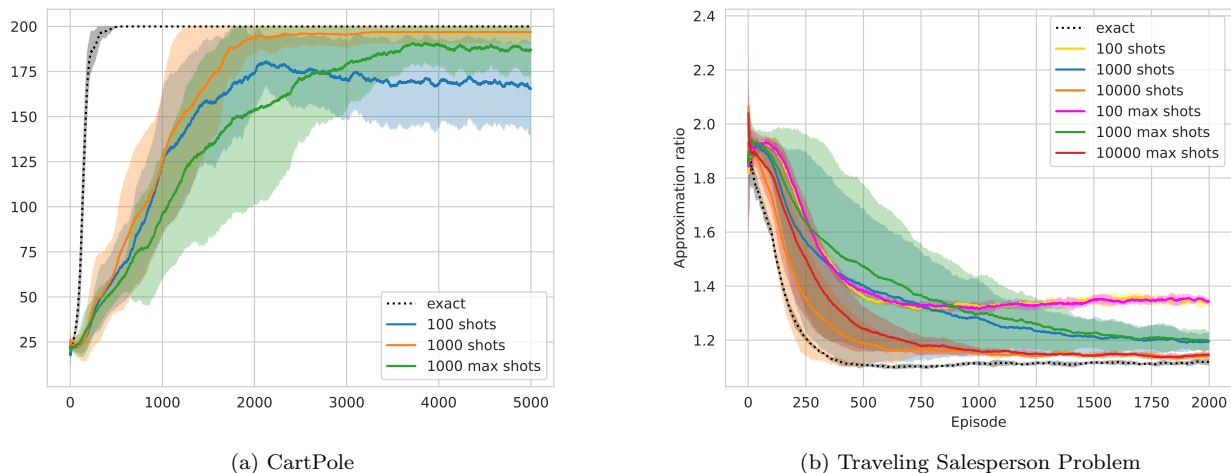 200
175
150
125
100
75
50
25
0
1000
2000
3000
4000
5000
exact
100 shots
1000 shots
1000 max shots
(a) CartPole
2.4
2.2
2.0
1.8
1.6
1.4
1.2
Approximation ratio
0
250
500
750
1000
1250
1500
1750
2000
Episode
exact
100 shots
1000 shots
10000 shots
100 max shots
1000 max shots
10000 max shots
(b) Traveling Salesperson Problem